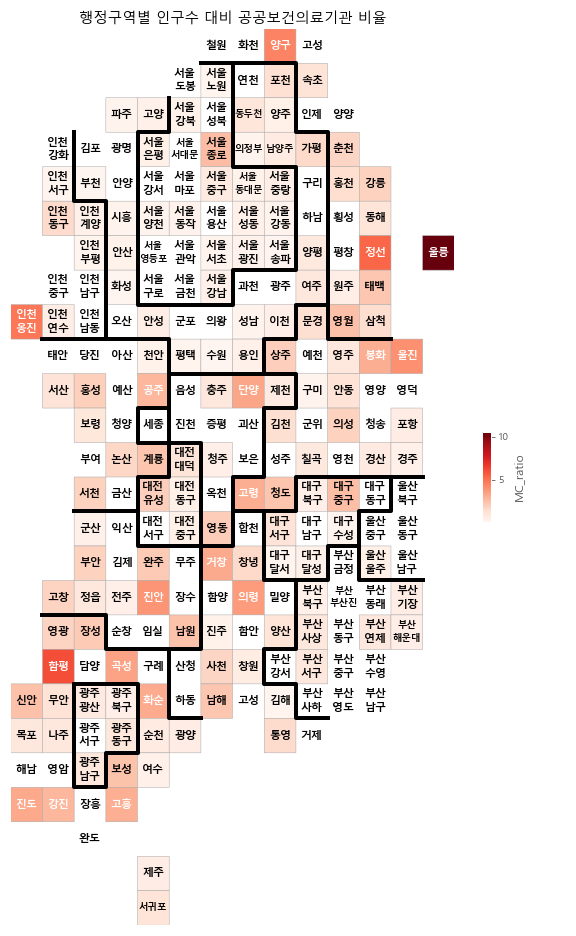 행정구역별 인구수 대비 공공보건의료기관 비율
철원 화천 양구 고성
서울 도봉 서울 노원 연천 포천 속초
파주 고양 서울 강북 서울 성북 동두천 양주 인제 양양
인천 강화 김포 광명 서울 은평 서울 서대문 서울 종로 의정부 남양주 가평 춘천
인천 서구 부천 안양 서울 강서 서울 마포 서울 중구 서울 동대문 서울 중랑 구리 홍천 강릉
인천 동구 인천 계양 시흥 서울 양천 서울 동작 서울 용산 서울 성동 서울 강동 하남 횡성 동해
인천 부평 안산 서울 영등포 서울 관악 서울 서초 서울 광진 서울 송파 양평 평창 정선 울릉
인천 중구 인천 남구 화성 서울 구로 서울 금천 서울 강남 과천 광주 여주 원주 태백
인천 옹진 인천 연수 인천 남동 오산 안성 군포 의왕 성남 이천 문경 영월 삼척
태안 당진 아산 천안 평택 수원 용인 상주 예천 영주 봉화 울진
서산 홍성 예산 공주 음성 충주 단양 제천 구미 안동 영양 영덕
보령 청양 세종 진천 증평 괴산 김천 군위 의성 청송 포항
부여 논산 계룡 대전 대덕 청주 보은 성주 칠곡 영천 경산 경주
서천 금산 대전 유성 대전 동구 옥천 고령 청도 대구 북구 대구 중구 대구 동구 울산 북구
군산 익산 대전 서구 대전 중구 영동 합천 대구 서구 대구 남구 대구 수성 울산 중구 울산 동구
부안 김제 완주 무주 거창 창녕 대구 달서 대구 달성 부산 금정 울산 울주 울산 남구
고창 정읍 전주 진안 장수 함양 의령 밀양 부산 북구 부산 부산진 부산 동래 부산 기장
영광 장성 순창 임실 남원 진주 함안 양산 부산 사상 부산 동구 부산 연제 부산 해운대
함평 담양 곡성 구례 산청 사천 창원 부산 강서 부산 서구 부산 중구 부산 수영
신안 무안 광주 광산 광주 북구 화순 하동 남해 고성 김해 부산 사하 부산 영도 부산 남구
목포 나주 광주 서구 광주 동구 순천 광양 통영 거제
해남 영암 광주 남구 보성 여수
진도 강진 장흥 고흥
완도
제주
서귀포
10
5
MC_ratio